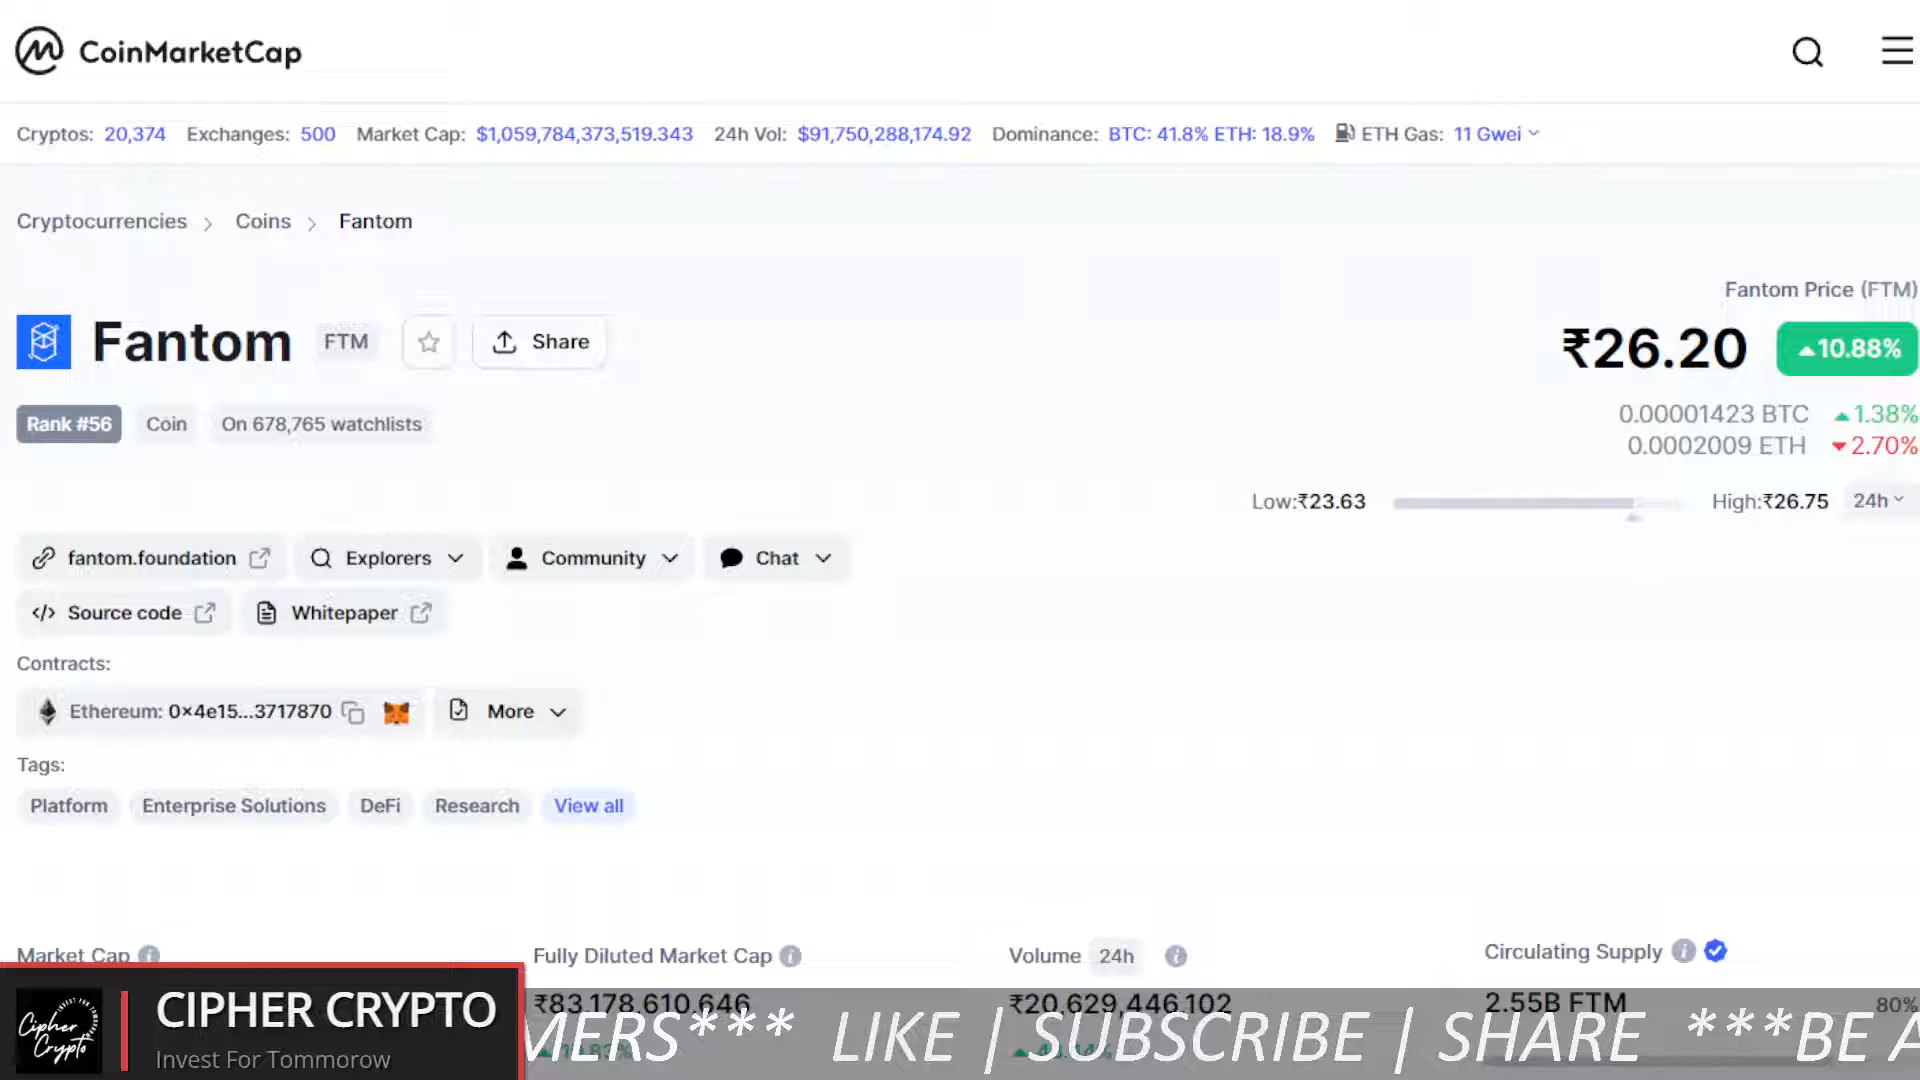 CoinMarketCap
Cryptos: 20,374 Exchanges: 500 Market Cap: $1,059,784,373,519.343 24h Vol: $91,750,288,174.92 Dominance: BTC: 41.8% ETH: 18.9% ETH Gas: 11 Gwei
Cryptocurrencies Coins Fantom
Fantom Price (FTM)
Fantom FTM Share
₹26.20 10.88%
Rank #56 Coin On 678,765 watchlists
0.00001423 BTC 1.38%
0.0002009 ETH 2.70%
Low:₹23.63 High:₹26.75 24h
fantom.foundation Explorers Community Chat
Source code Whitepaper
Contracts:
Ethereum: 0x4e15...3717870 More
Tags:
Platform Enterprise Solutions DeFi Research View all
Market Cap Fully Diluted Market Cap Volume 24h Circulating Supply
₹83,178,610,646 ₹20,629,446,102 2.55B FTM 80%
CIPHER CRYPTO
Invest For Tommorow
Cipher
Crypto
MERS*** LIKE | SUBSCRIBE | SHARE ***BE A